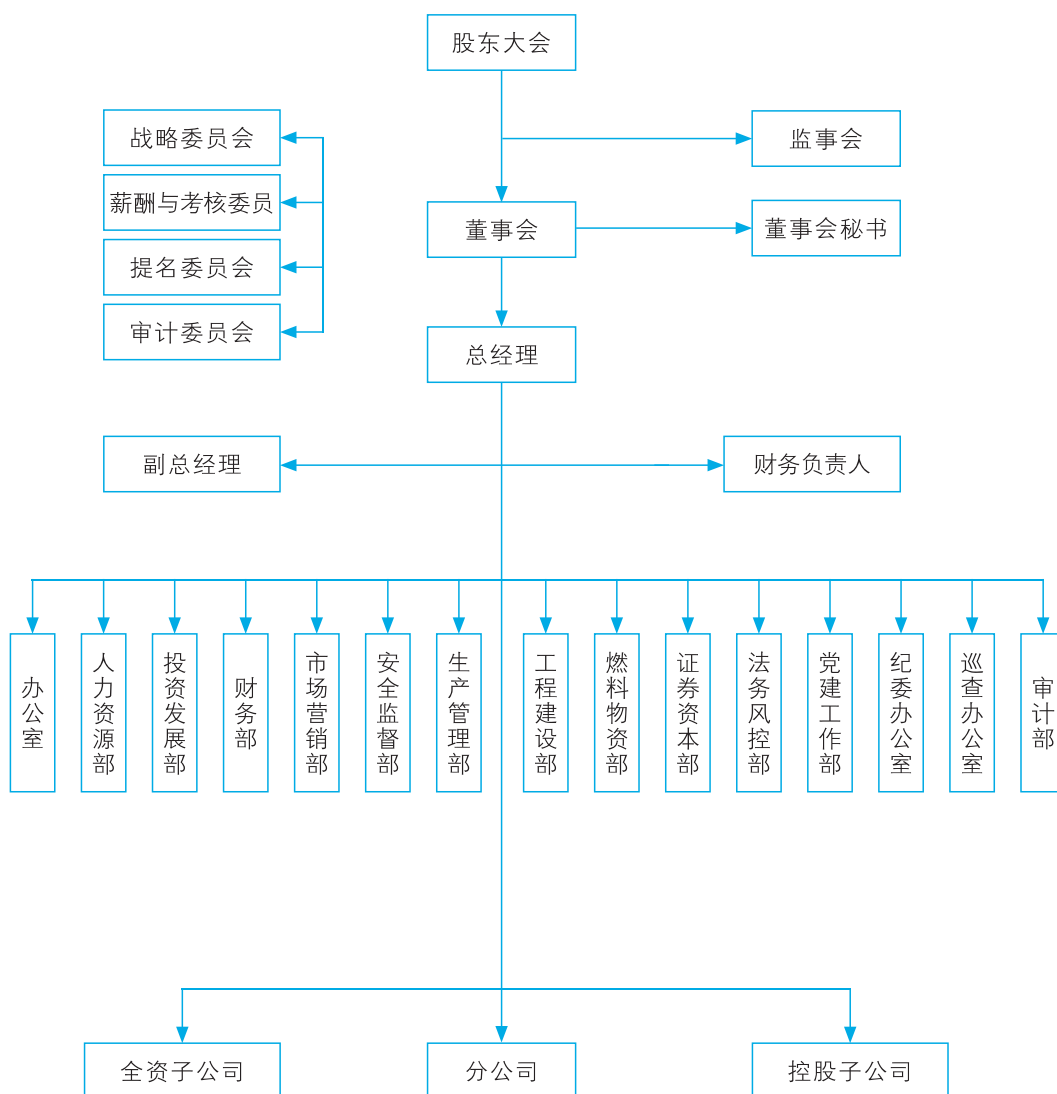 股东大会
战略委员会
监事会
薪酬与考核委员
董事会
董事会秘书
提名委员会
审计委员会
总经理
副总经理
财务负责人
办公室
人力资源部
投资发展部
财务部
市场营销部
安全监督部
生产管理部
工程建设部
燃料物资部
证券资本部
法务风控部
党建工作部
纪委办公室
巡查办公室
审计部
全资子公司
分公司
控股子公司